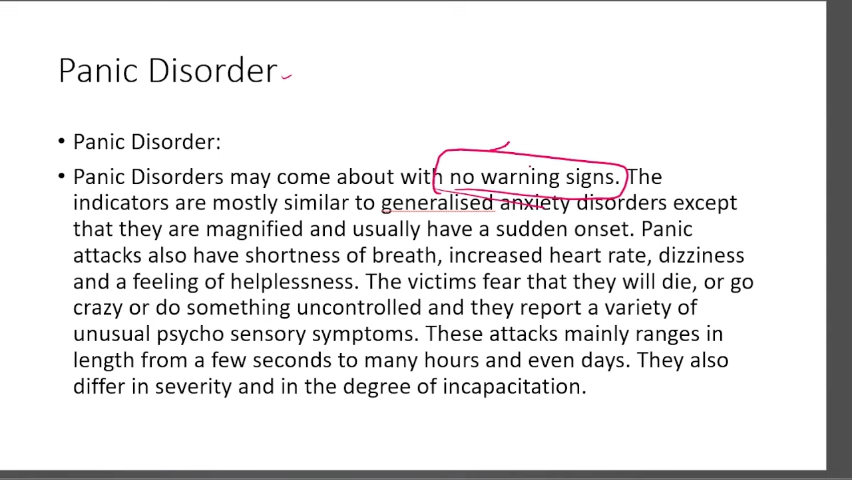 Panic Disorder
• Panic Disorder:
• Panic Disorders may come about with no warning signs. The
indicators are mostly similar to generalised anxiety disorders except
that they are magnified and usually have a sudden onset. Panic
attacks also have shortness of breath, increased heart rate, dizziness
and a feeling of helplessness. The victims fear that they will die, or go
crazy or do something uncontrolled and they report a variety of
unusual psycho sensory symptoms. These attacks mainly ranges in
length from a few seconds to many hours and even days. They also
differ in severity and in the degree of incapacitation.